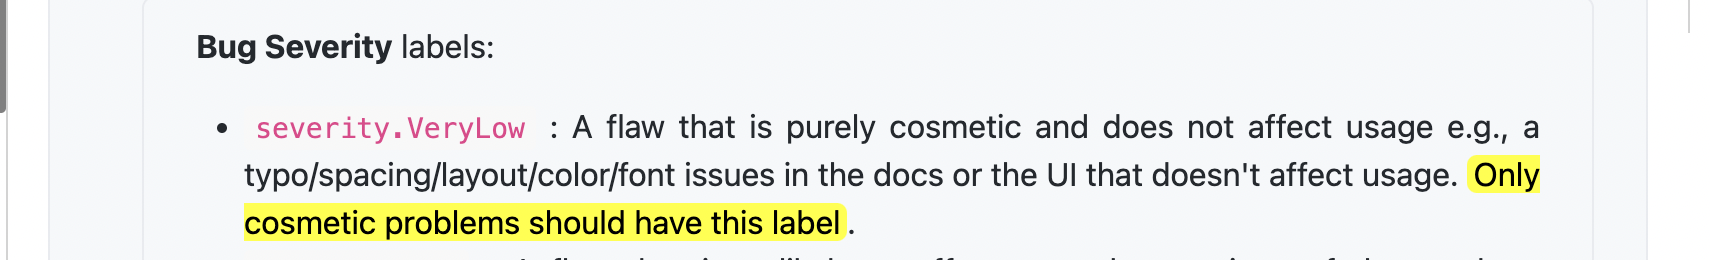 Bug Severity labels:
• severity.VeryLow : A flaw that is purely cosmetic and does not affect usage e.g., a
typo/spacing/layout/color/font issues in the docs or the UI that doesn't affect usage. Only
cosmetic problems should have this label.